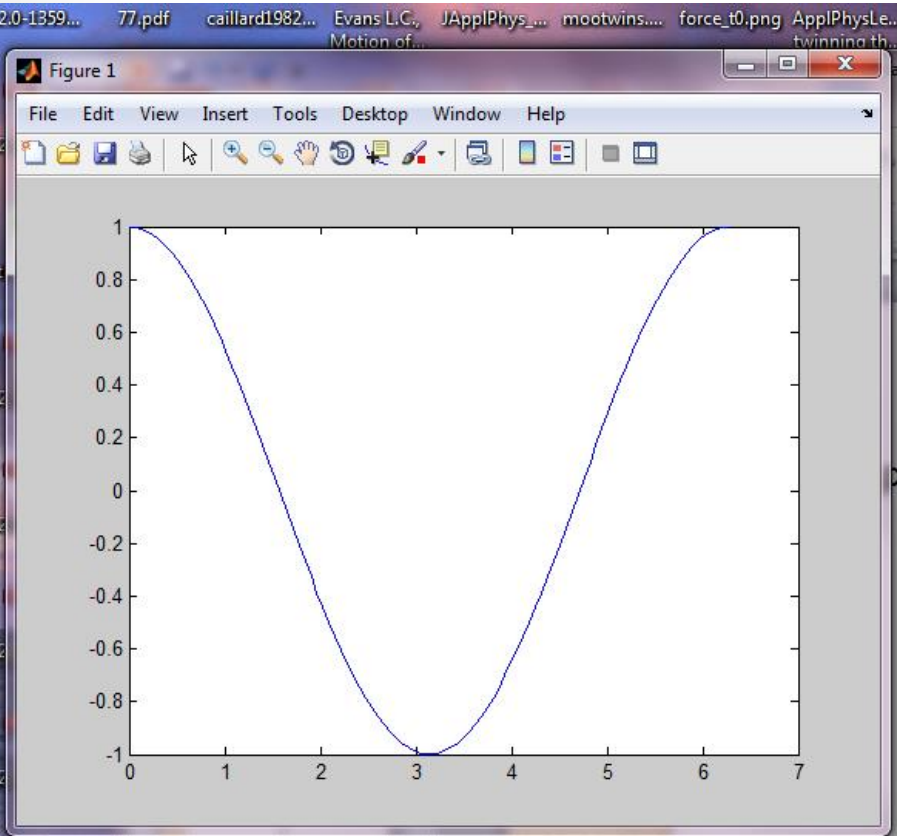 2.0-1359... 77.pdf caillard1982... Evans L.C., JApplPhys_... mootwins.... force_t0.png ApplPhysLe...
Motion of... twinning th...
Figure 1
File Edit View Insert Tools Desktop Window Help
1
0.8
0.6
0.4
0.2
0
-0.2
-0.4
-0.6
-0.8
-1
0 1 2 3 4 5 6 7